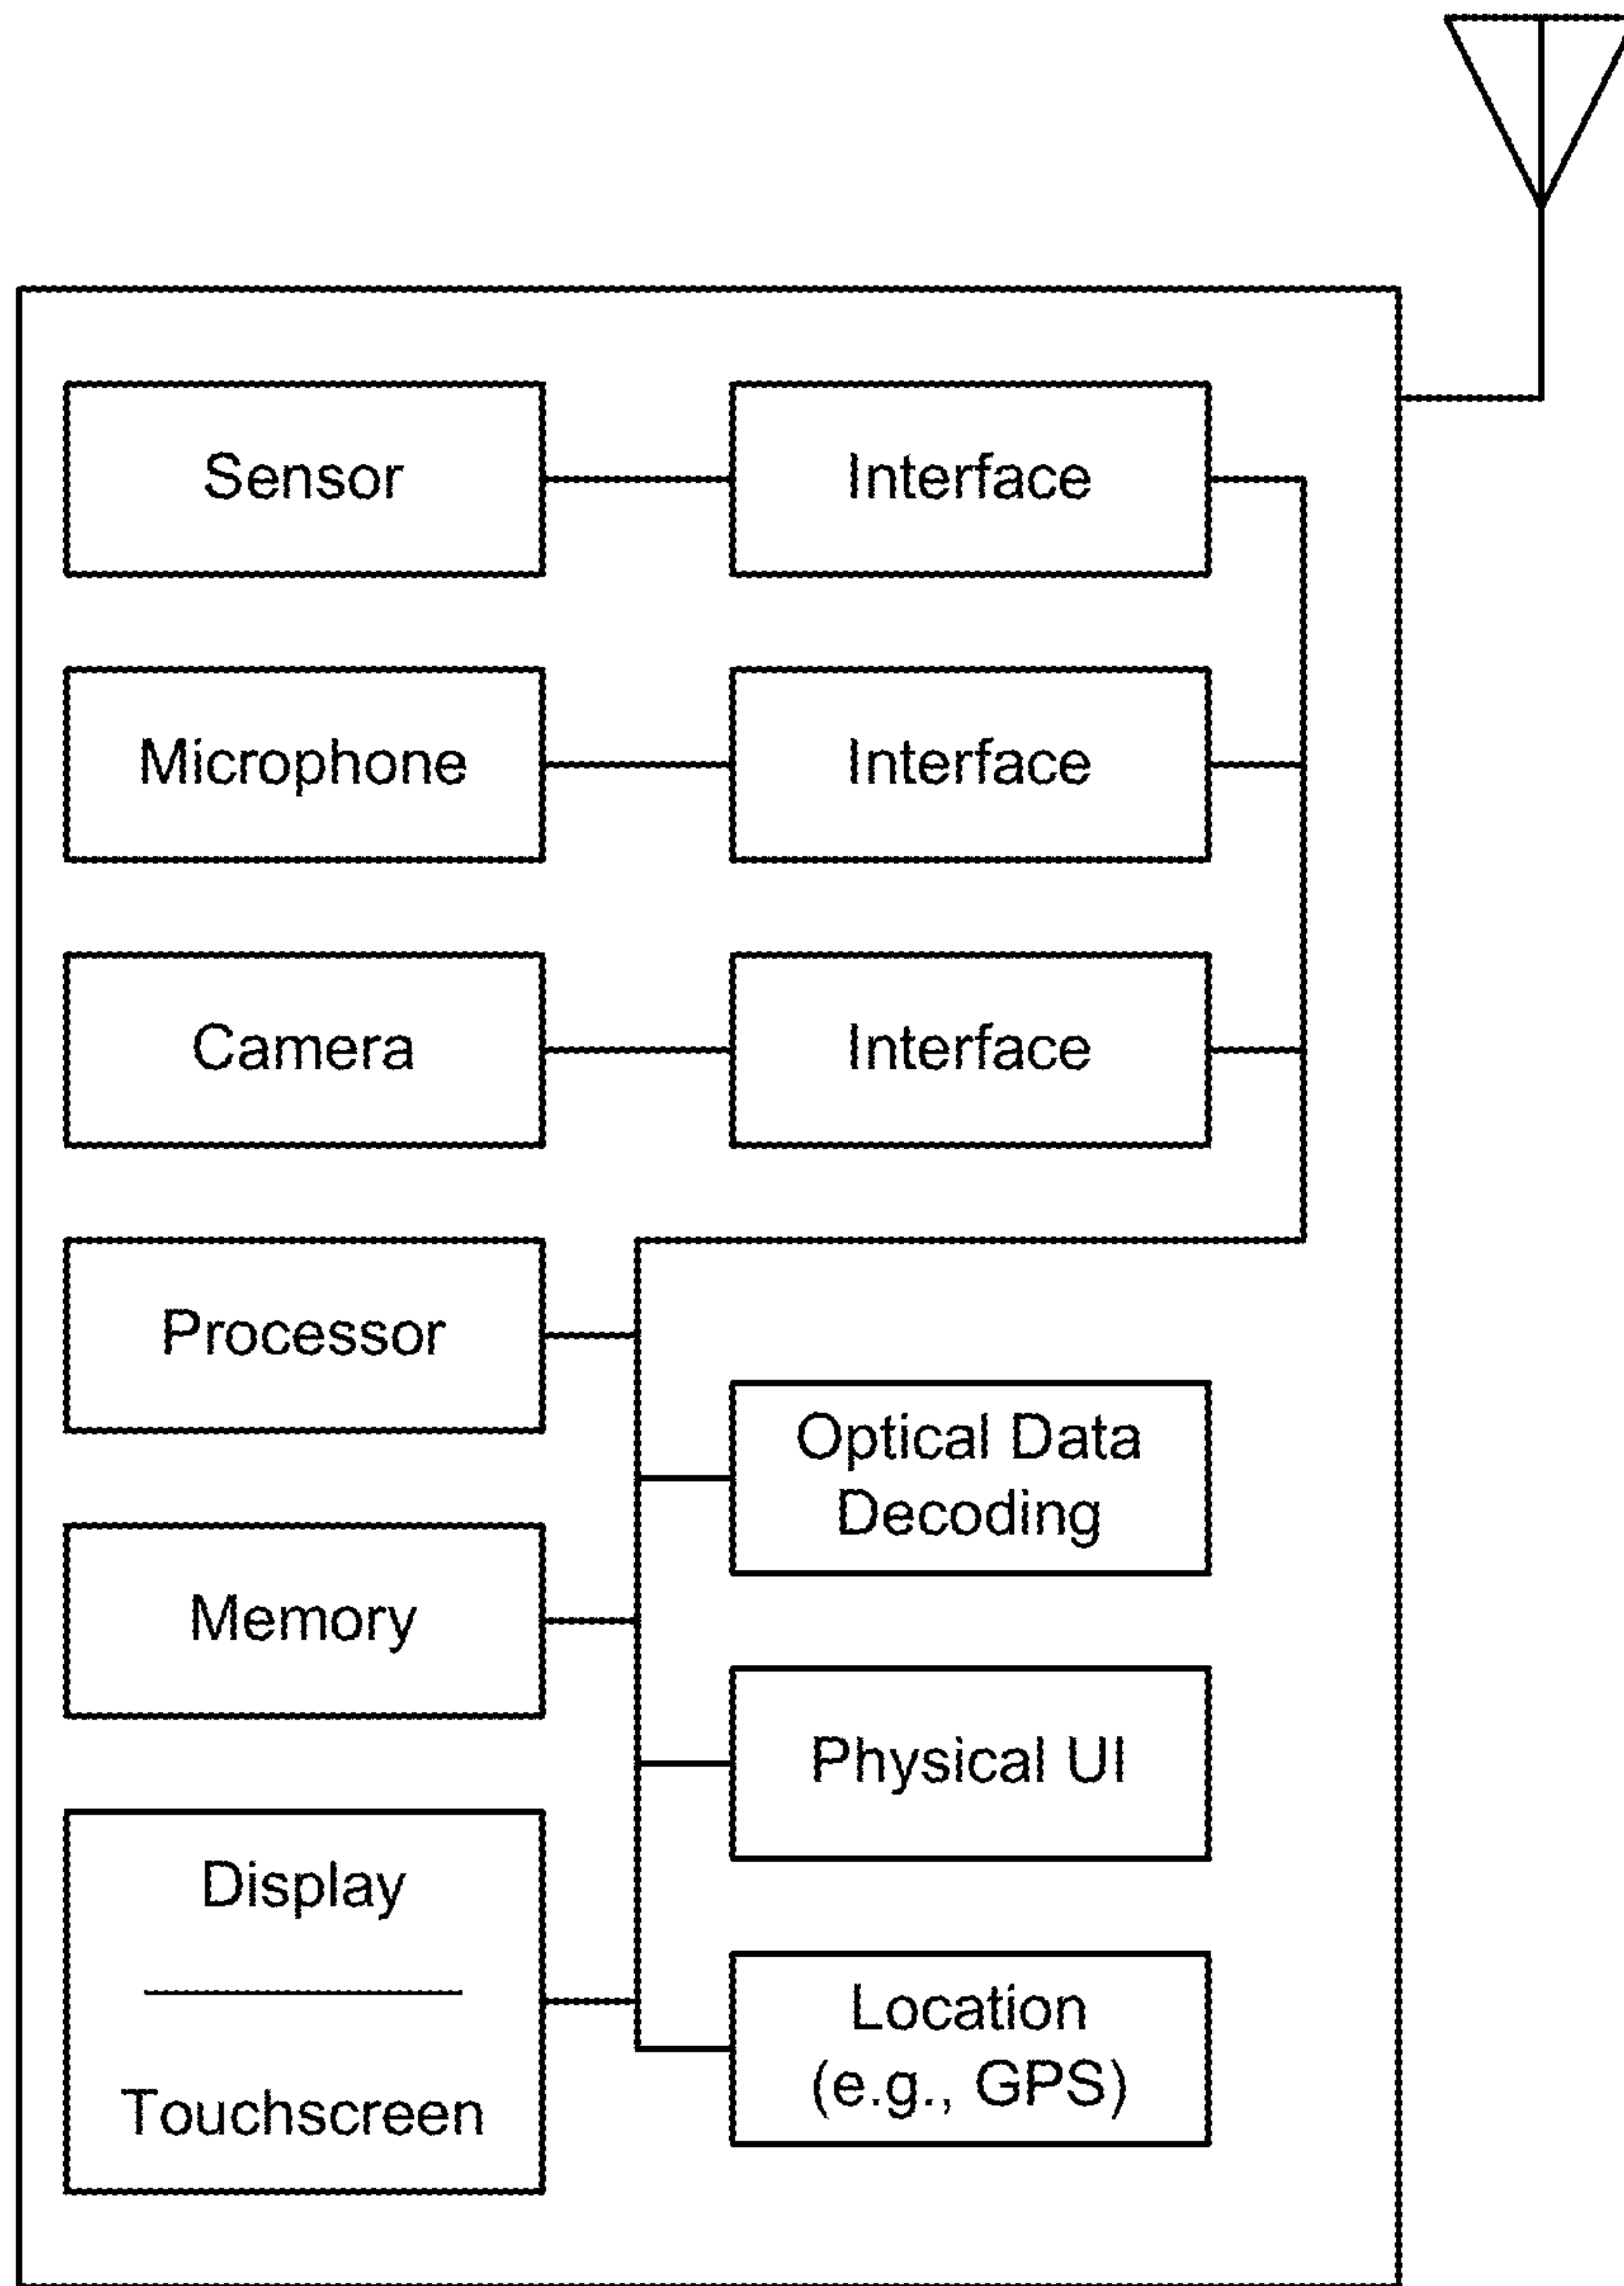 Sensor
Interface
Microphone
Interface
Camera
Interface
Processor
Optical Data
Decoding
Memory
Physical UI
Display
Touchscreen
Location
(e.g., GPS)